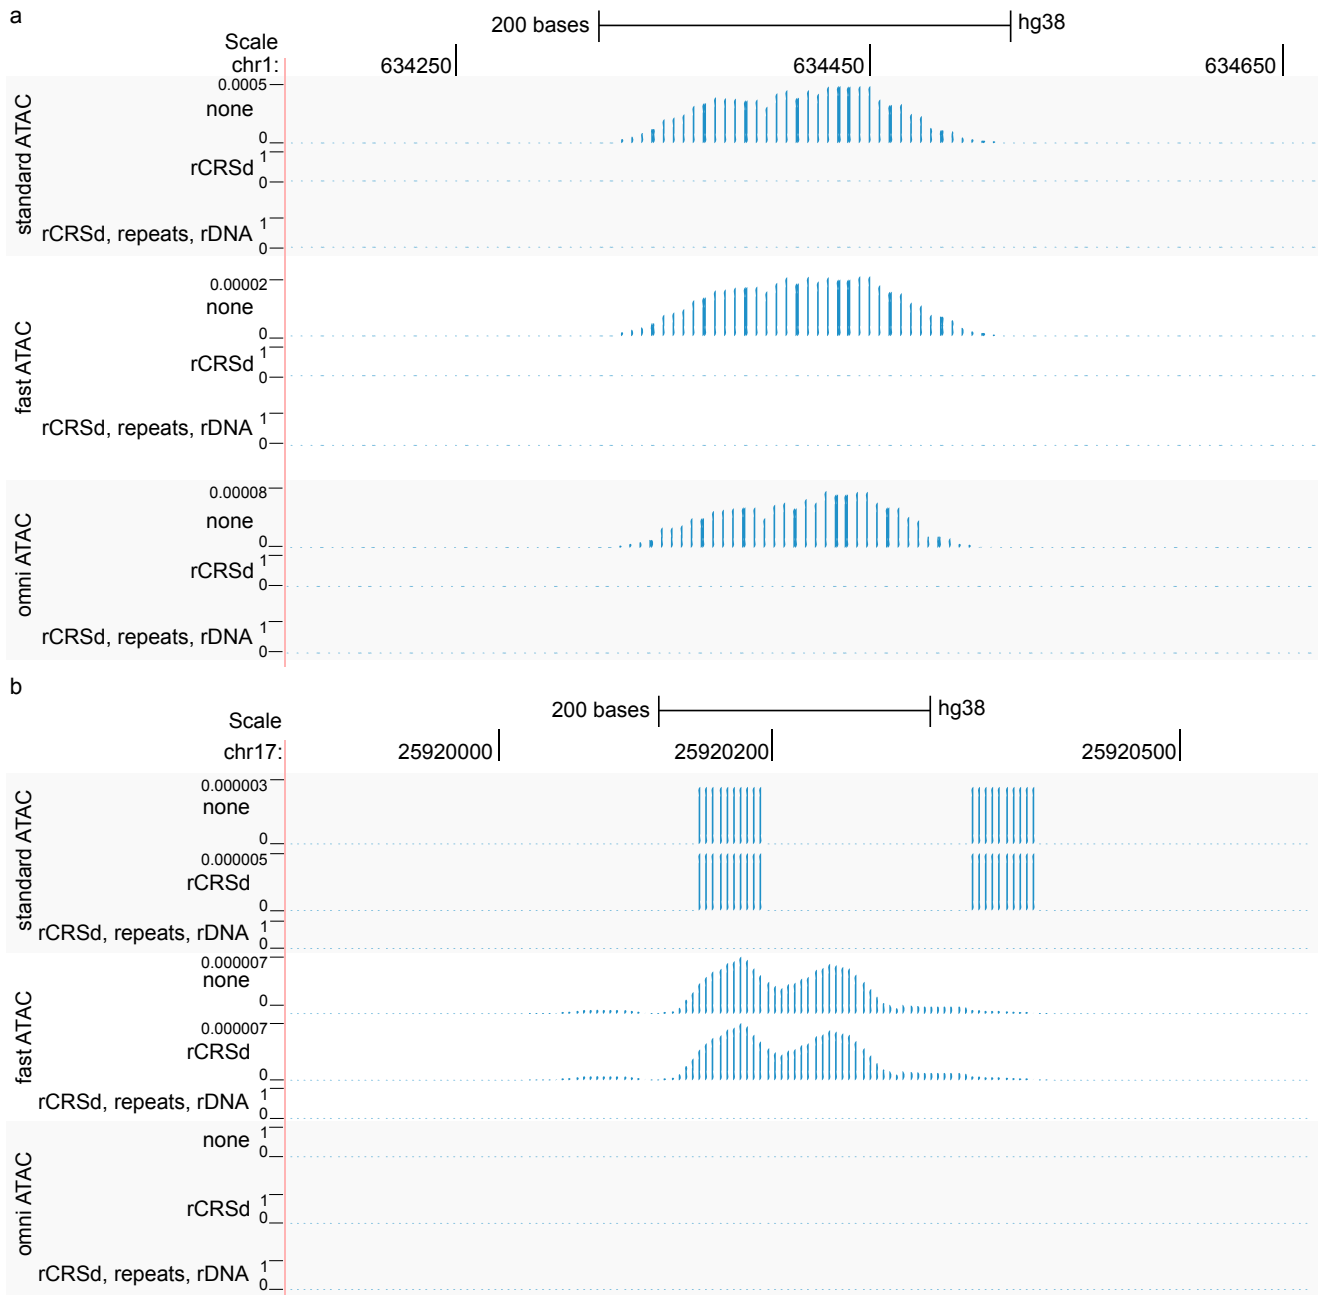 a
200 bases hg38
Scale
chr1: 634250 634450 634650
standard ATAC
0.0005
none
0
rCRSd 1
0
rCRSd, repeats, rDNA 1
0
fast ATAC
0.00002
none
0
rCRSd 1
0
rCRSd, repeats, rDNA 1
0
omni ATAC
0.00008
none
0
rCRSd 1
0
rCRSd, repeats, rDNA 1
0
b
200 bases hg38
Scale
chr17: 25920000 25920200 25920500
standard ATAC
0.000003
none
0
0.000005
rCRSd
0
rCRSd, repeats, rDNA 1
0
fast ATAC
0.000007
none
0
0.000007
rCRSd
0
rCRSd, repeats, rDNA 1
0
omni ATAC
none 1
0
rCRSd 1
0
rCRSd, repeats, rDNA 1
0